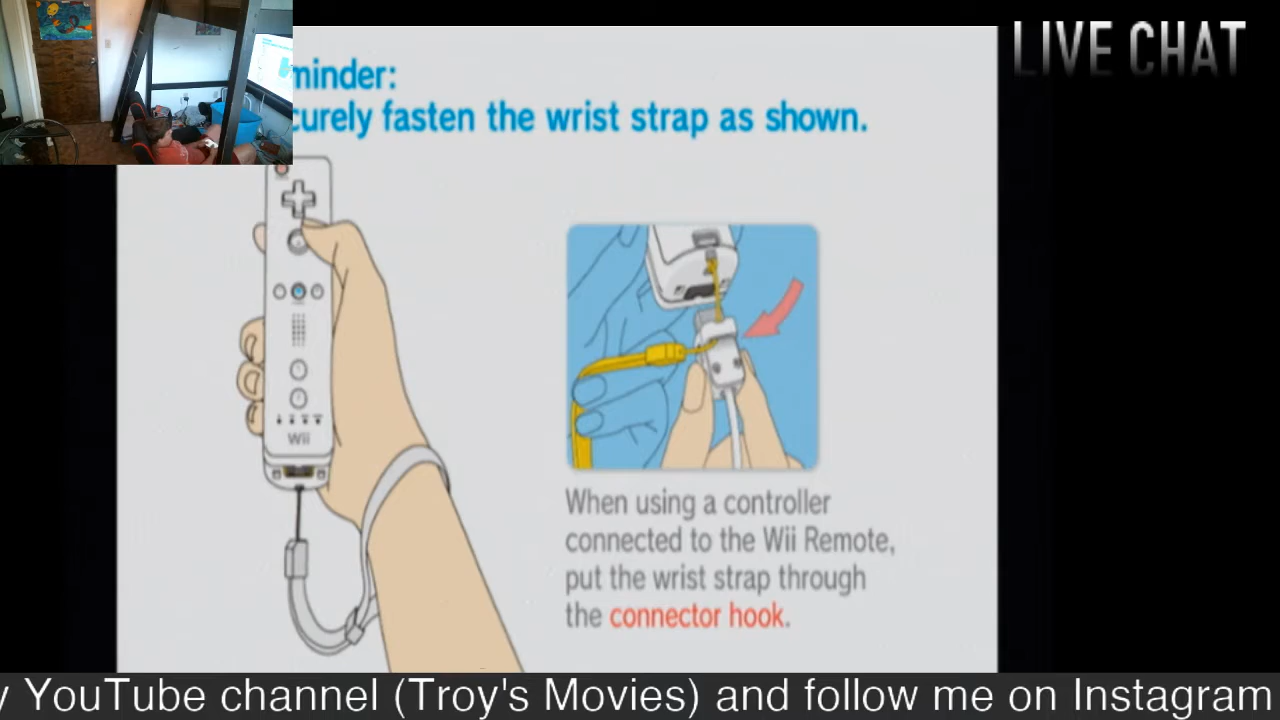 LIVE CHAT
minder:
curely fasten the wrist strap as shown.
Wii
When using a controller
connected to the Wii Remote,
put the wrist strap through
the connector hook.
YouTube channel (Troy's Movies) and follow me on Instagram